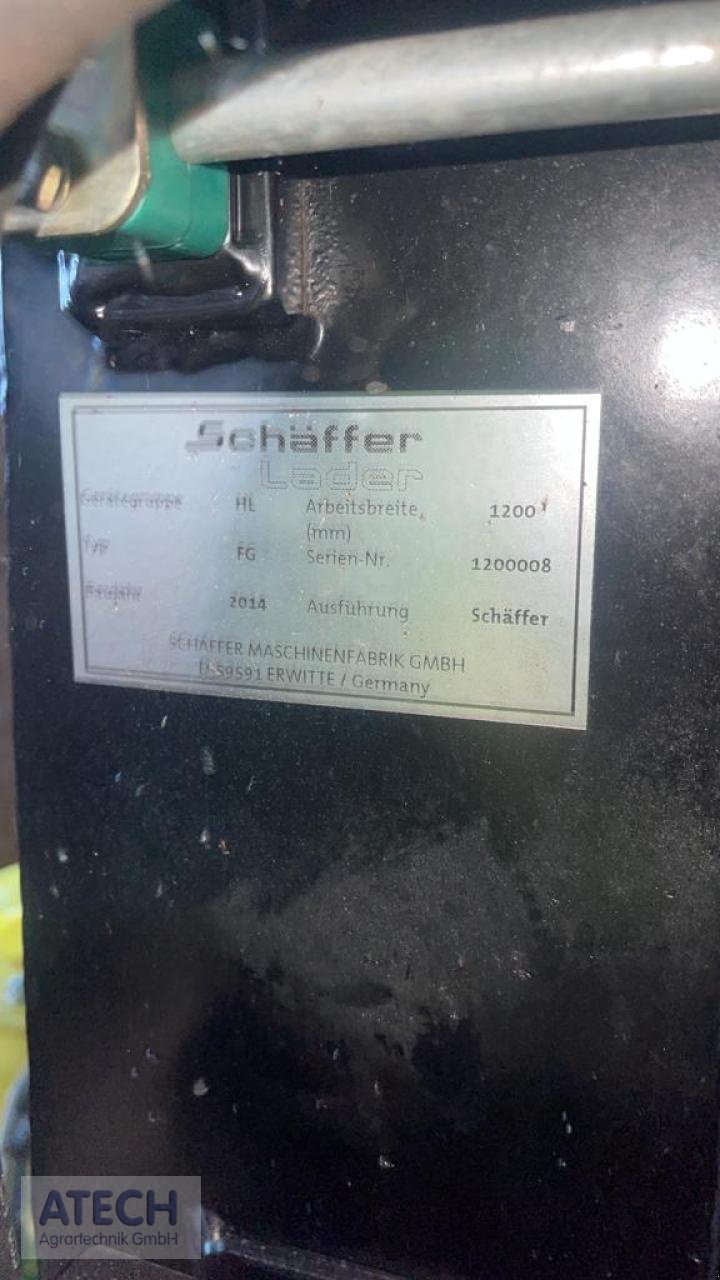 Schäffer
Lader
Gerätegruppe HL Arbeitsbreite 1200
(mm)
Typ FG Serien-Nr. 1200008
Baujahr 2014 Ausführung Schäffer
SCHÄFFER MASCHINENFABRIK GMBH
D-59591 ERWITTE / Germany
ATECH
Agrartechnik GmbH